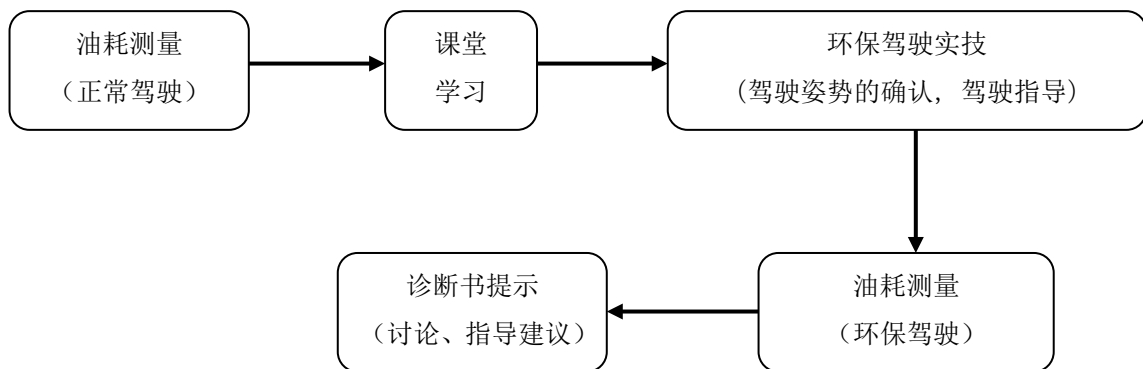 油耗测量
（正常驾驶）
课堂
学习
环保驾驶实技
（驾驶姿势的确认，驾驶指导）
油耗测量
（环保驾驶）
诊断书提示
（讨论、指导建议）